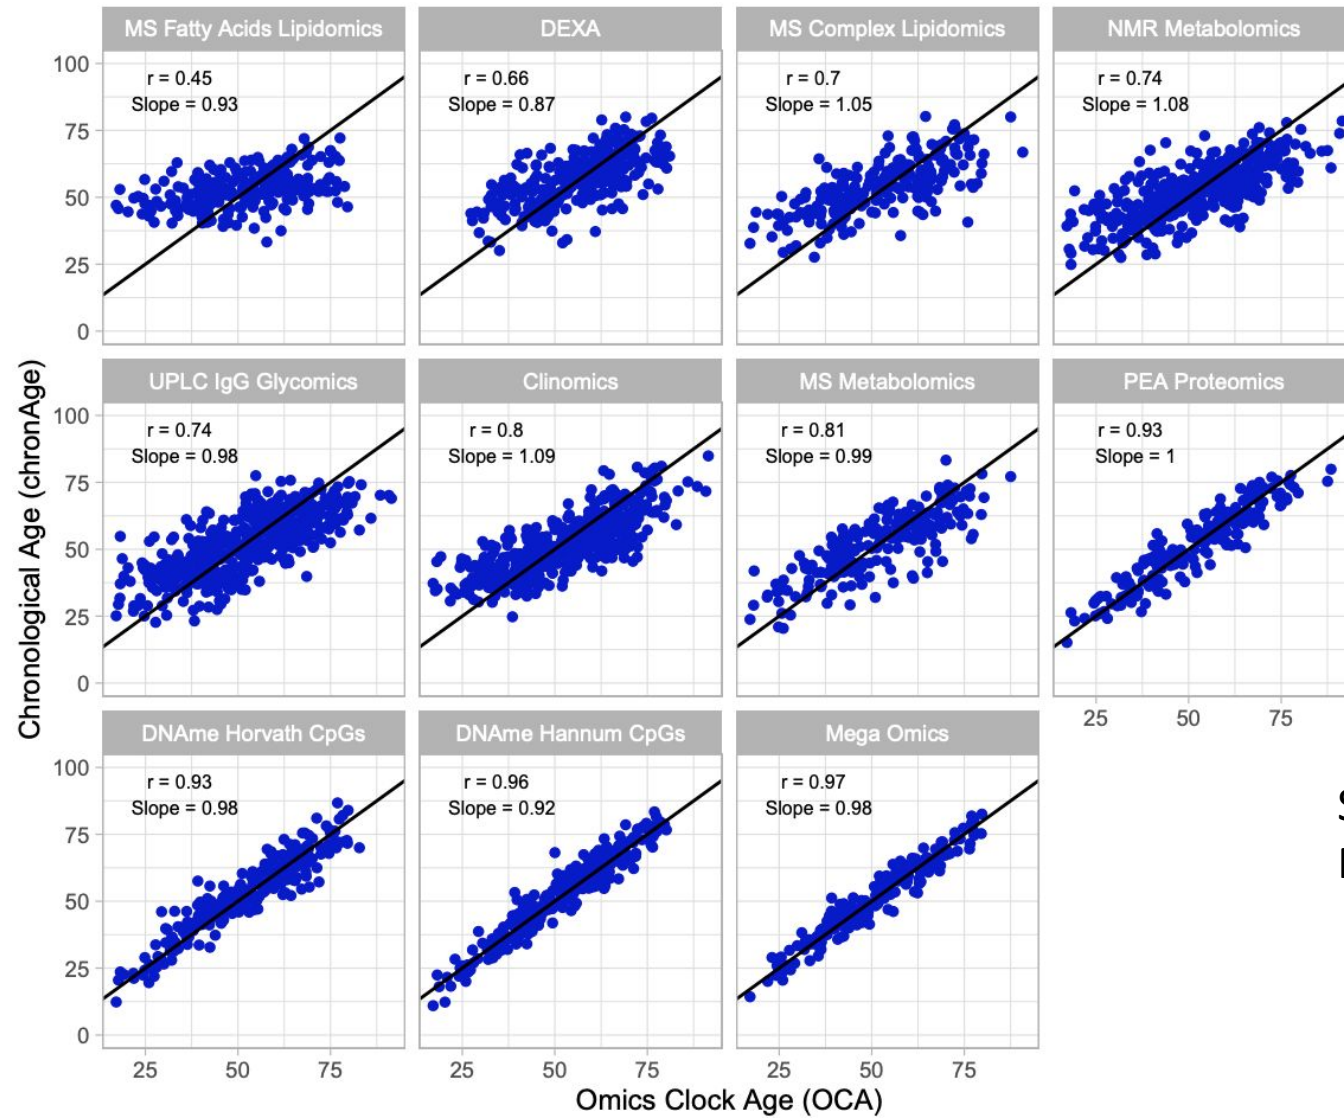 MS Fatty Acids Lipidomics
DEXA
MS Complex Lipidomics
NMR Metabolomics
100
75
50
25
0
r = 0.45
Slope = 0.93
r = 0.66
Slope = 0.87
r = 0.7
Slope = 1.05
r = 0.74
Slope = 1.08
Chronological Age (chronAge)
UPLC IgG Glycomics
Clinomics
MS Metabolomics
PEA Proteomics
100
75
50
25
0
r = 0.74
Slope = 0.98
r = 0.8
Slope = 1.09
r = 0.81
Slope = 0.99
r = 0.93
Slope = 1
25 50 75
DNAme Horvath CpGs
DNAme Hannum CpGs
Mega Omics
100
75
50
25
0
r = 0.93
Slope = 0.98
r = 0.96
Slope = 0.92
r = 0.97
Slope = 0.98
25 50 75
25 50 75
25 50 75
Omics Clock Age (OCA)